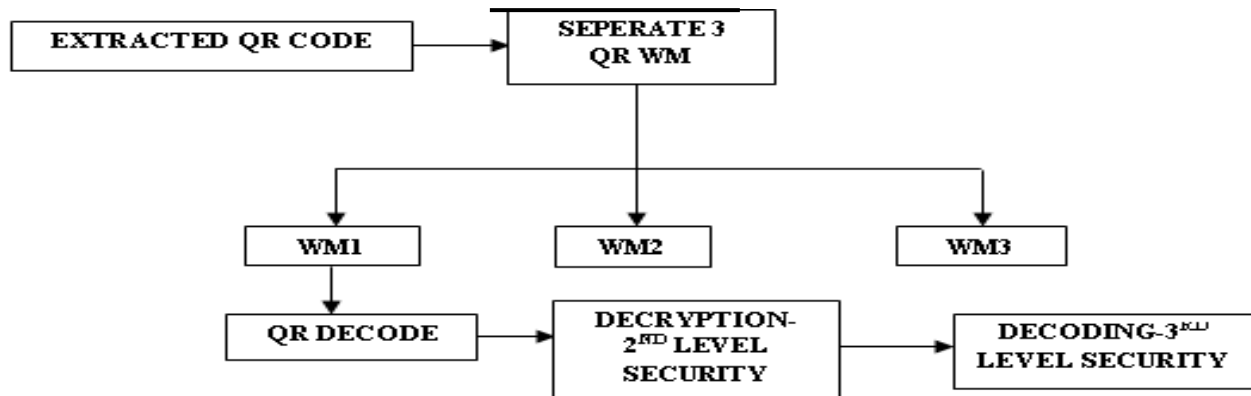 EXTRACTED QR CODE
SEPERATE 3
QR WM
WM1
WM2
WM3
QR DECODE
DECRYPTION-
2ND LEVEL
SECURITY
DECODING-3RD
LEVEL SECURITY